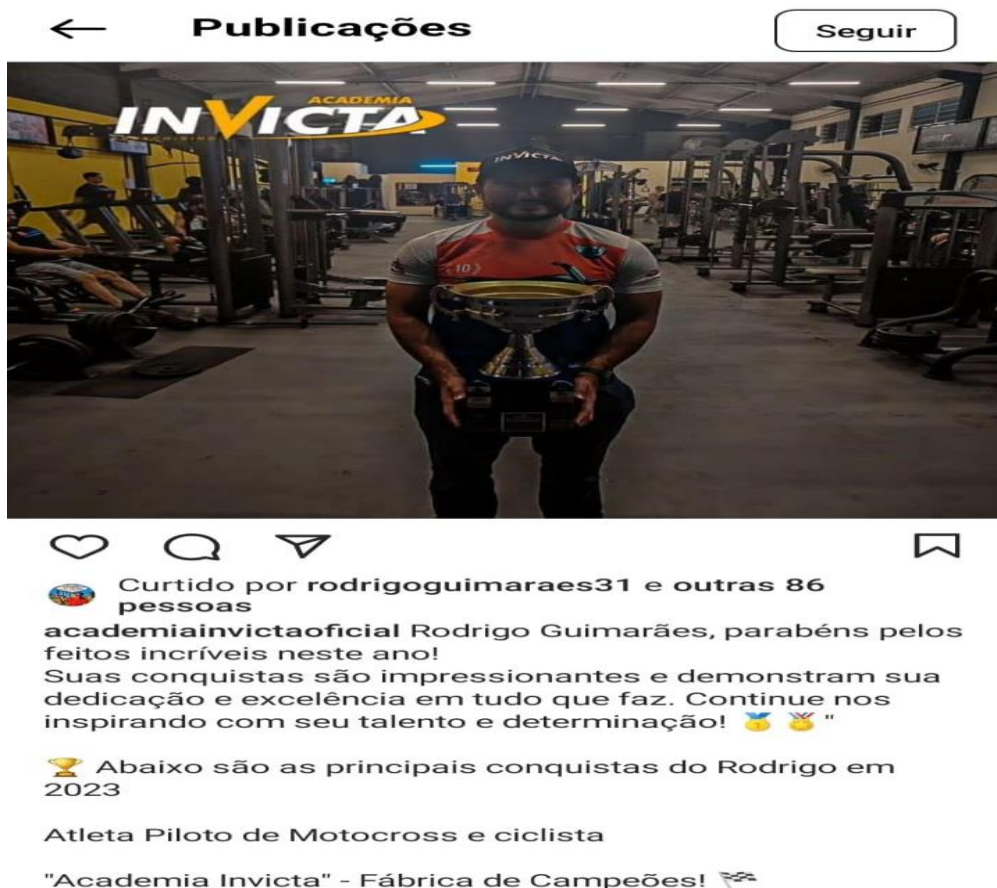 Publicações
Seguir
ACADEMIA
INVICTA
INVICTA
10
Curtido por rodrigoguimaraes31 e outras 86
pessoas
academiainvictaoficial Rodrigo Guimarães, parabéns pelos
feitos incríveis neste ano!
Suas conquistas são impressionantes e demonstram sua
dedicação e excelência em tudo que faz. Continue nos
inspirando com seu talento e determinação! 🥇 🏅 "
🏆 Abaixo são as principais conquistas do Rodrigo em
2023
Atleta Piloto de Motocross e ciclista
"Academia Invicta" - Fábrica de Campeões! 🏁